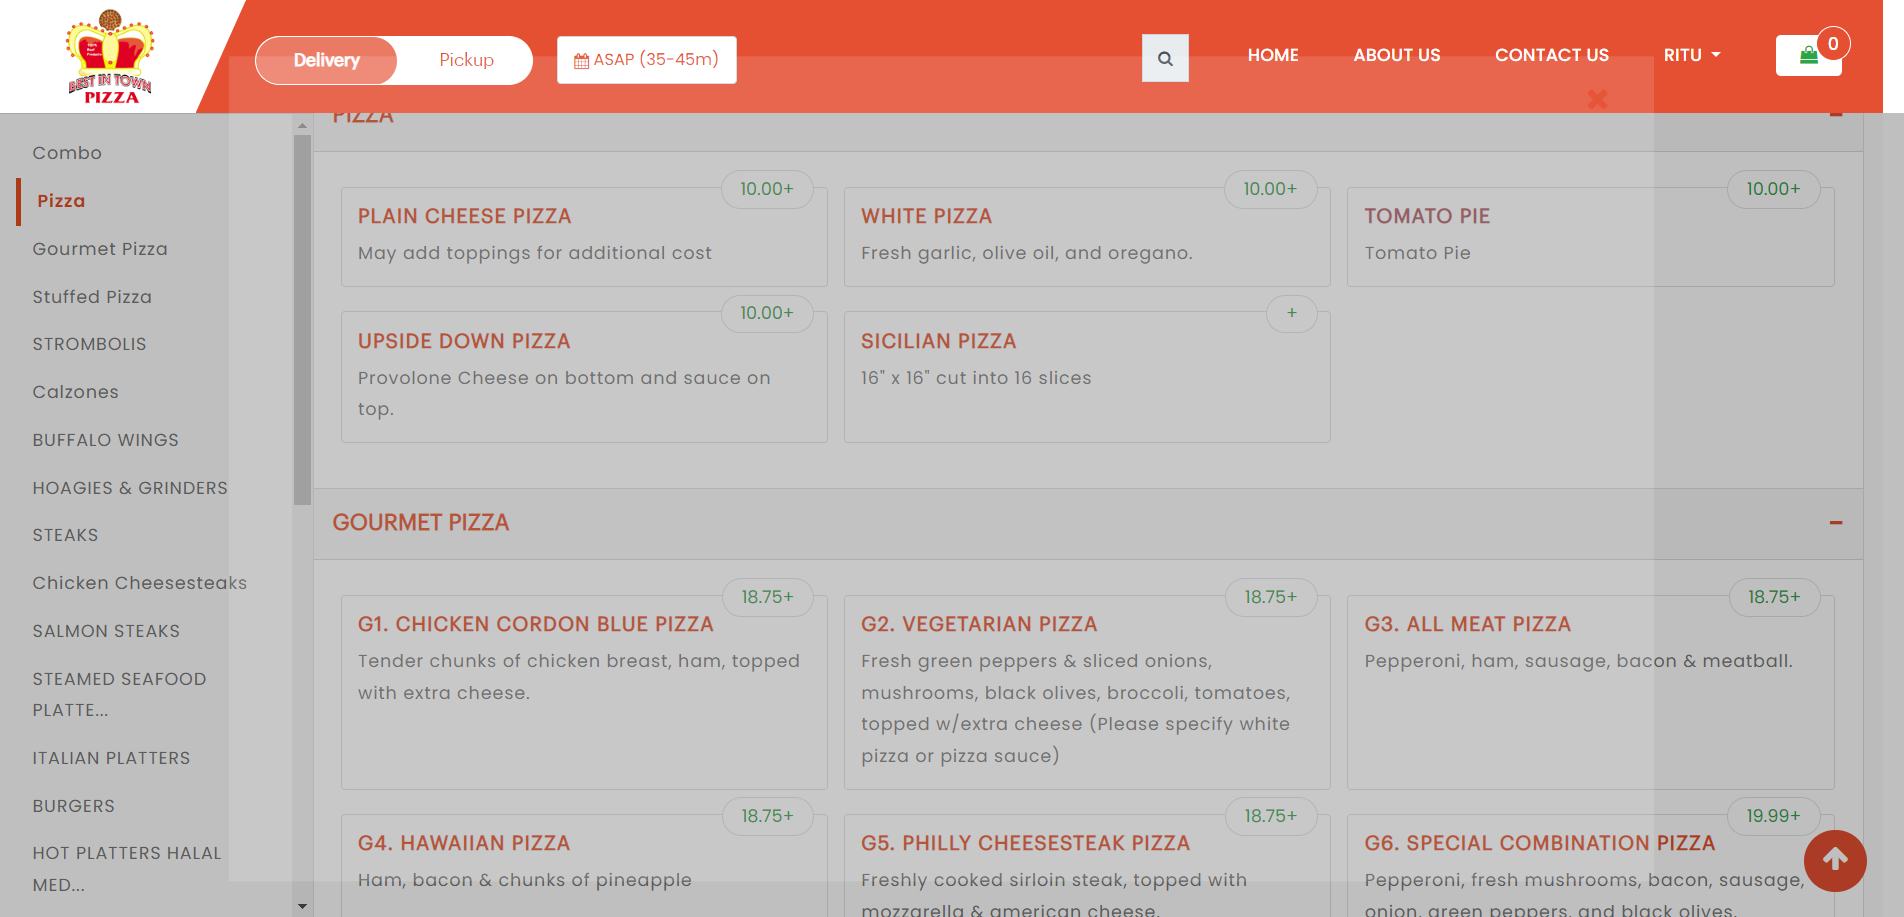 BEST IN TOWN
PIZZA
Delivery
Pickup
ASAP (35-45m)
HOME
ABOUT US
CONTACT US
RITU
0
Combo
Pizza
Gourmet Pizza
Stuffed Pizza
STROMBOLIS
Calzones
BUFFALO WINGS
HOAGIES & GRINDERS
STEAKS
Chicken Cheesesteaks
SALMON STEAKS
STEAMED SEAFOOD
PLATTE...
ITALIAN PLATTERS
BURGERS
HOT PLATTERS HALAL
MED...
PIZZA
10.00+
PLAIN CHEESE PIZZA
May add toppings for additional cost
10.00+
WHITE PIZZA
Fresh garlic, olive oil, and oregano.
10.00+
TOMATO PIE
Tomato Pie
10.00+
UPSIDE DOWN PIZZA
Provolone Cheese on bottom and sauce on
top.
+
SICILIAN PIZZA
16" x 16" cut into 16 slices
GOURMET PIZZA
18.75+
G1. CHICKEN CORDON BLUE PIZZA
Tender chunks of chicken breast, ham, topped
with extra cheese.
18.75+
G2. VEGETARIAN PIZZA
Fresh green peppers & sliced onions,
mushrooms, black olives, broccoli, tomatoes,
topped w/extra cheese (Please specify white
pizza or pizza sauce)
18.75+
G3. ALL MEAT PIZZA
Pepperoni, ham, sausage, bacon & meatball.
18.75+
G4. HAWAIIAN PIZZA
Ham, bacon & chunks of pineapple
18.75+
G5. PHILLY CHEESESTEAK PIZZA
Freshly cooked sirloin steak, topped with
mozzarella & american cheese.
19.99+
G6. SPECIAL COMBINATION PIZZA
Pepperoni, fresh mushrooms, bacon, sausage,
onion, green peppers, and black olives.